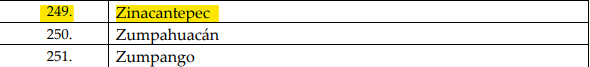 249. Zinacantepec
250. Zumpahuacán
251. Zumpango